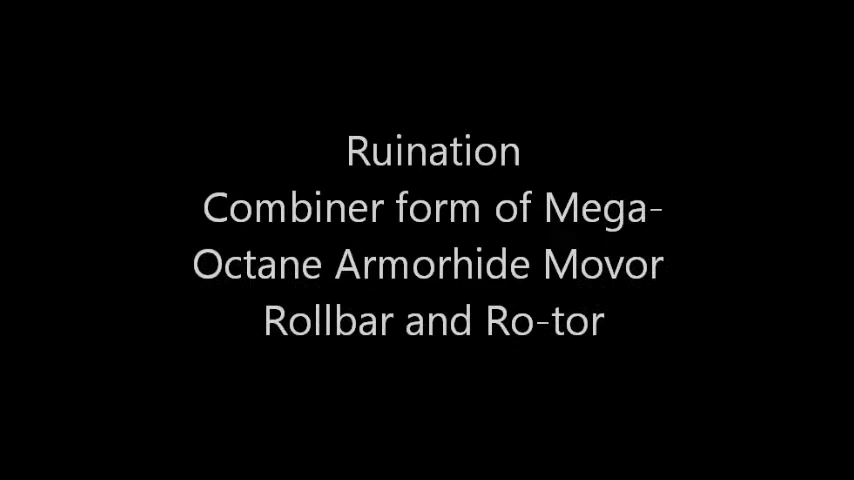 Ruination
Combiner form of Mega-
Octane Armorhide Movor
Rollbar and Ro-tor